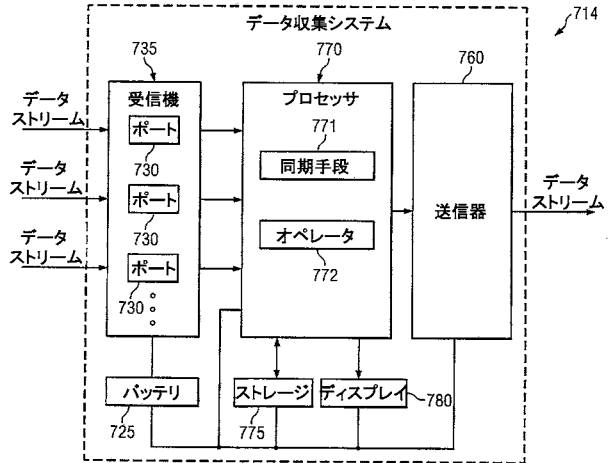 データ収集システム
714
735
受信機
ポート
730
ポート
730
ポート
730
770
プロセッサ
771
同期手段
オペレータ
772
760
送信器
データ
ストリーム
データ
ストリーム
データ
ストリーム
データ
ストリーム
バッテリ
725
ストレージ
775
ディスプレイ
780